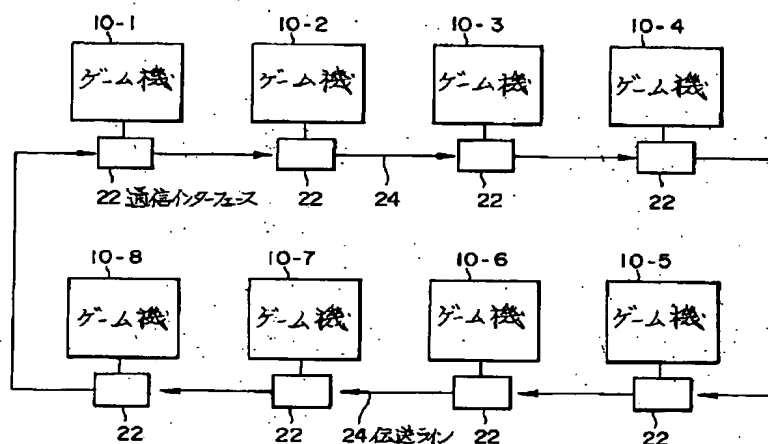 10-1 10-2 10-3 10-4
ゲーム機 ゲーム機 ゲーム機 ゲーム機
22 通信インターフェース 22 24 22 22
10-8 10-7 10-6 10-5
ゲーム機 ゲーム機 ゲーム機 ゲーム機
22 22 24 伝送ライン 22 22